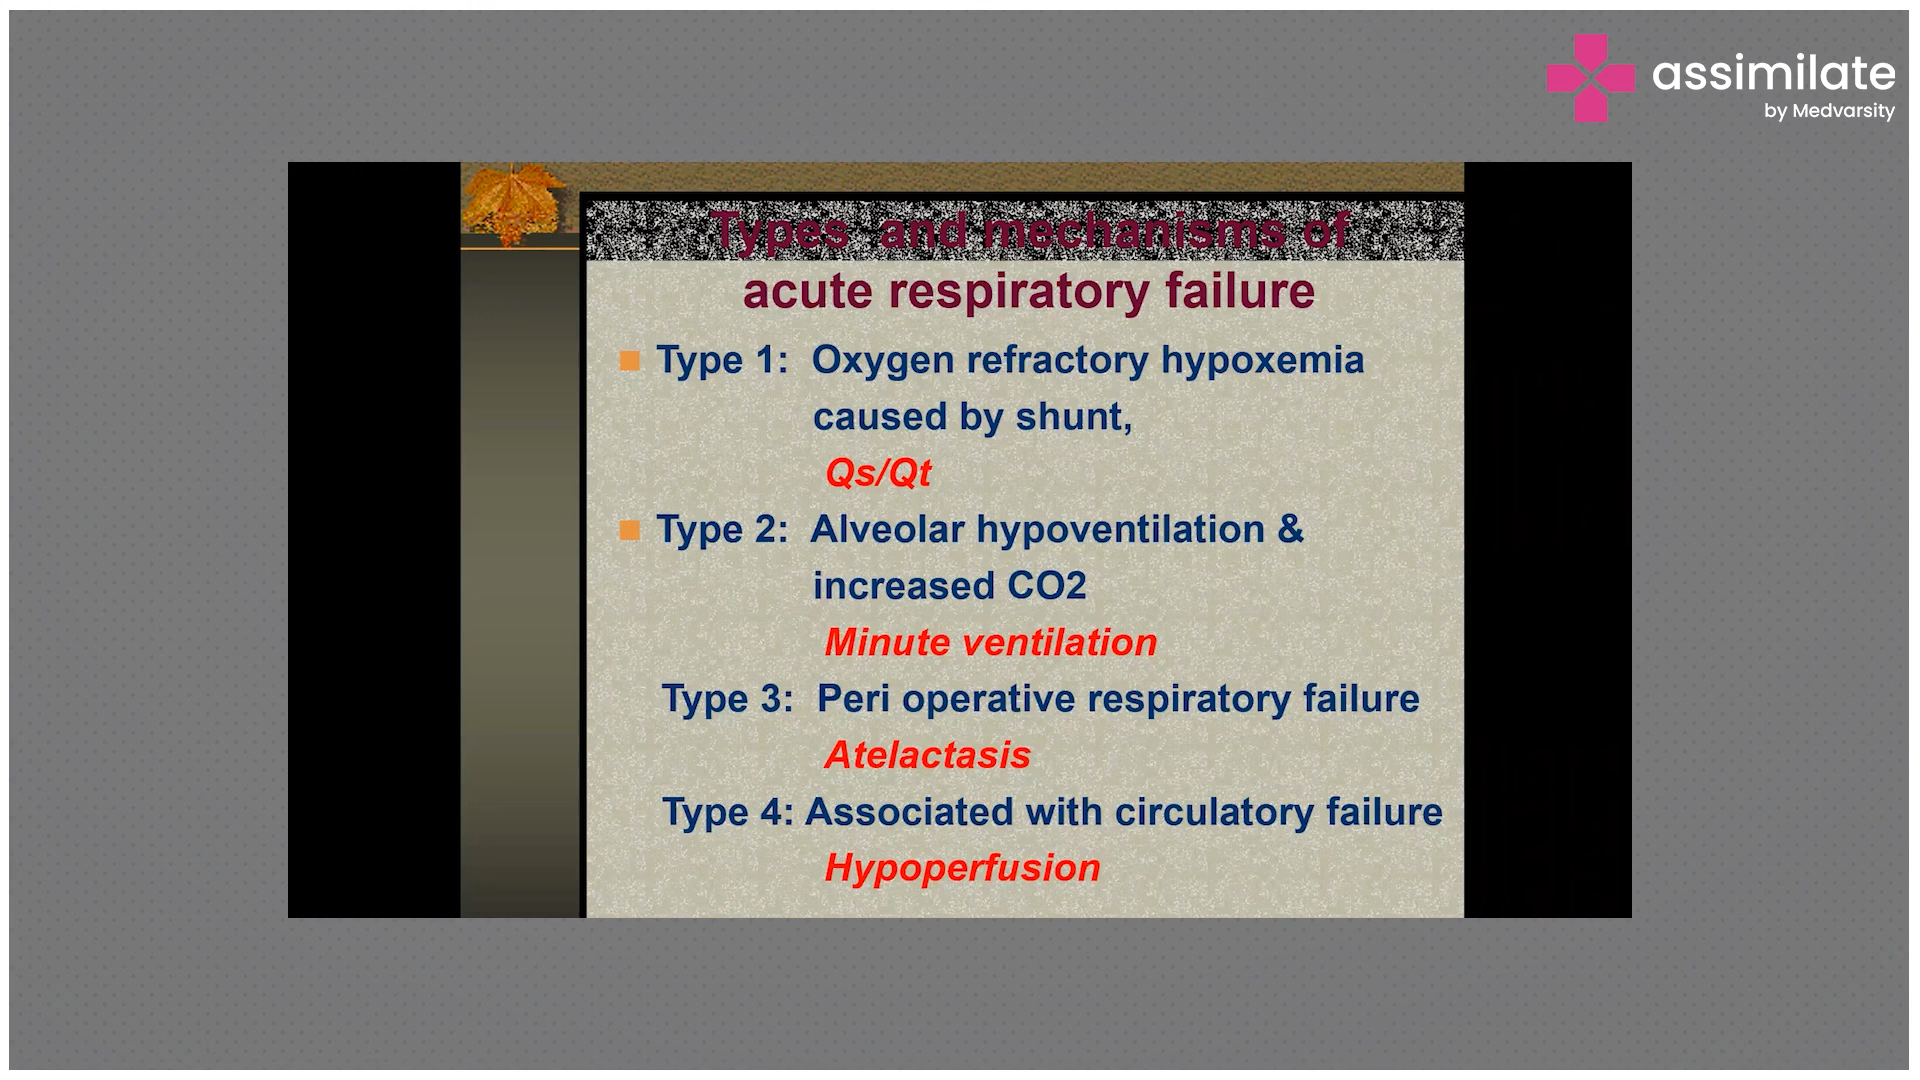 assimilate
by Medvarsity
Types and mechanisms of
acute respiratory failure
Type 1: Oxygen refractory hypoxemia
caused by shunt,
Qs/Qt
Type 2: Alveolar hypoventilation &
increased CO2
Minute ventilation
Type 3: Peri operative respiratory failure
Atelactasis
Type 4: Associated with circulatory failure
Hypoperfusion